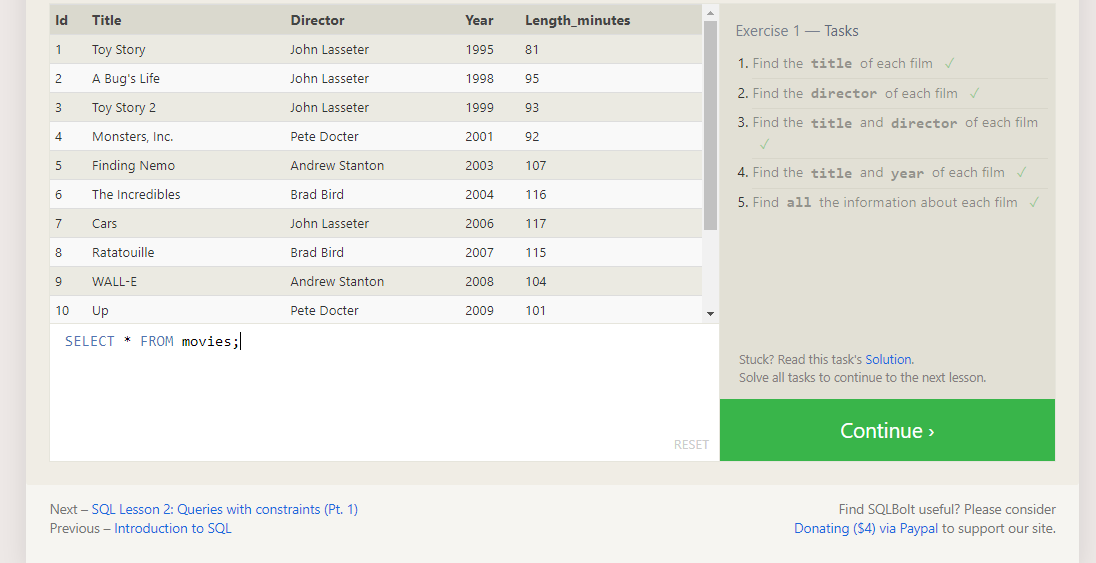 Id Title Director Year Length_minutes
1 Toy Story John Lasseter 1995 81
2 A Bug's Life John Lasseter 1998 95
3 Toy Story 2 John Lasseter 1999 93
4 Monsters, Inc. Pete Docter 2001 92
5 Finding Nemo Andrew Stanton 2003 107
6 The Incredibles Brad Bird 2004 116
7 Cars John Lasseter 2006 117
8 Ratatouille Brad Bird 2007 115
9 WALL-E Andrew Stanton 2008 104
10 Up Pete Docter 2009 101
SELECT * FROM movies;
RESET
Exercise 1 — Tasks
1. Find the title of each film ✓
2. Find the director of each film ✓
3. Find the title and director of each film
✓
4. Find the title and year of each film ✓
5. Find all the information about each film ✓
Stuck? Read this task's Solution.
Solve all tasks to continue to the next lesson.
Continue ›
Next – SQL Lesson 2: Queries with constraints (Pt. 1)
Previous – Introduction to SQL
Find SQLBolt useful? Please consider
Donating ($4) via Paypal to support our site.